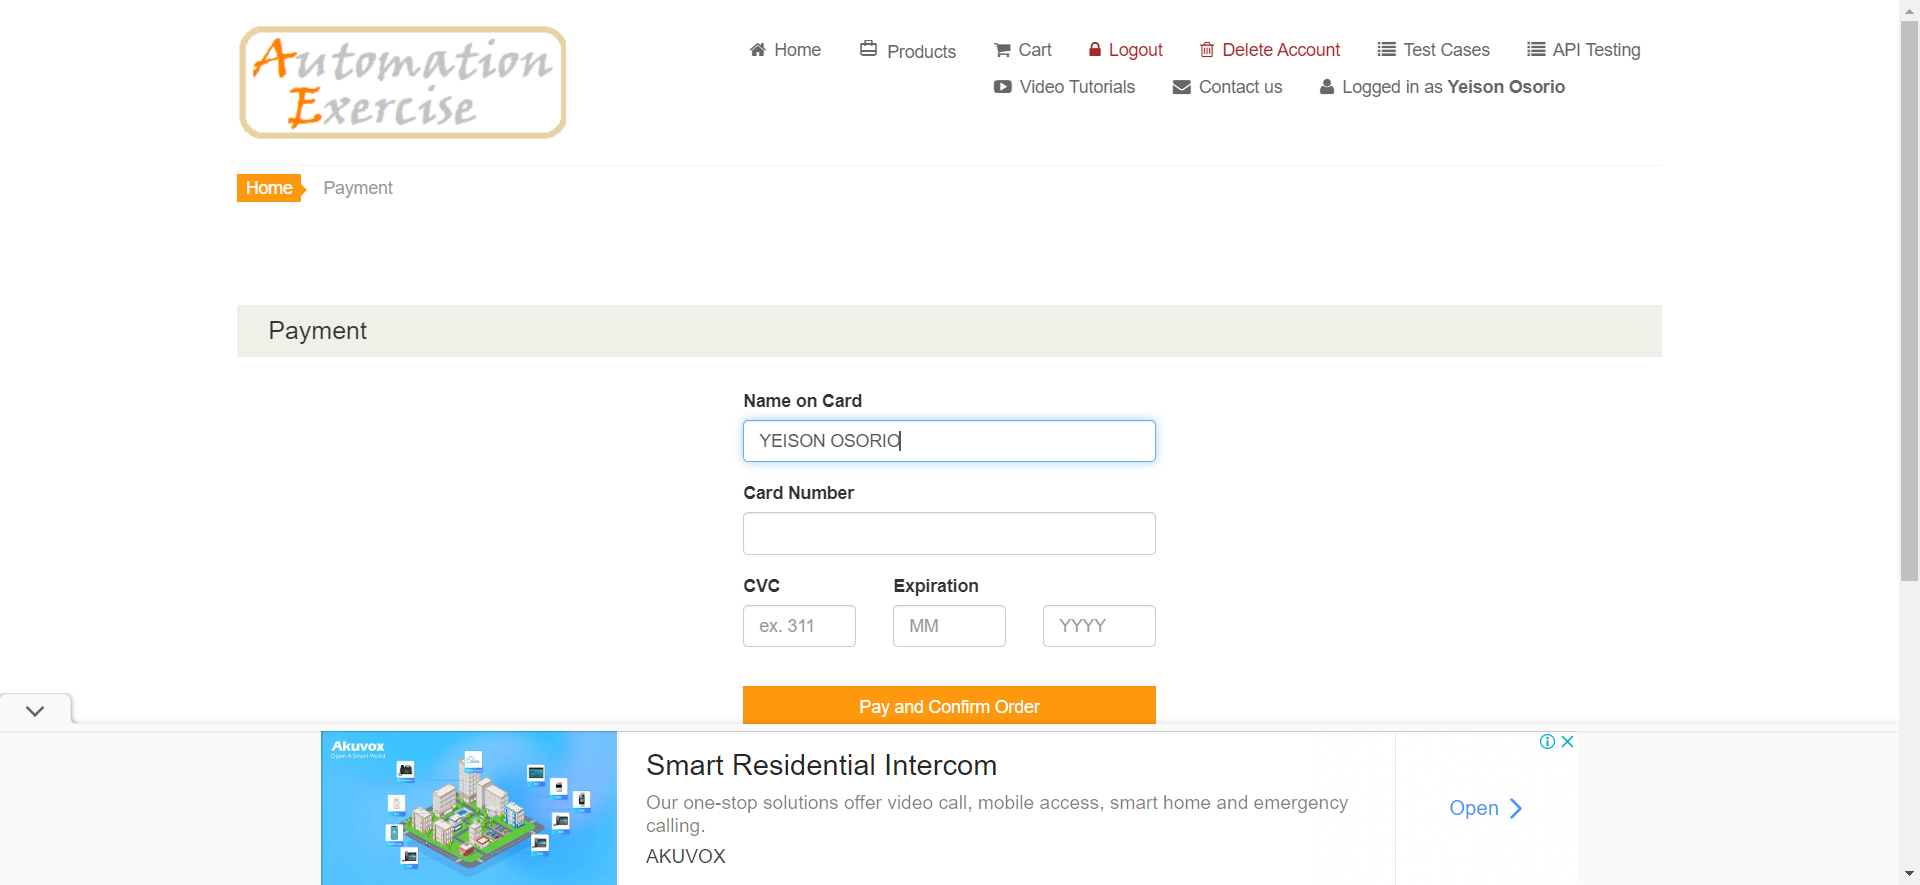 Automation
Exercise
Home
Products
Cart
Logout
Delete Account
Test Cases
API Testing
Video Tutorials
Contact us
Logged in as Yeison Osorio
Home
Payment
Payment
Name on Card
YEISON OSORIO
Card Number
CVC
Expiration
ex. 311
MM
YYYY
Pay and Confirm Order
Akuvox
Open A Smart World
Smart Residential Intercom
Our one-stop solutions offer video call, mobile access, smart home and emergency
calling.
AKUVOX
Open